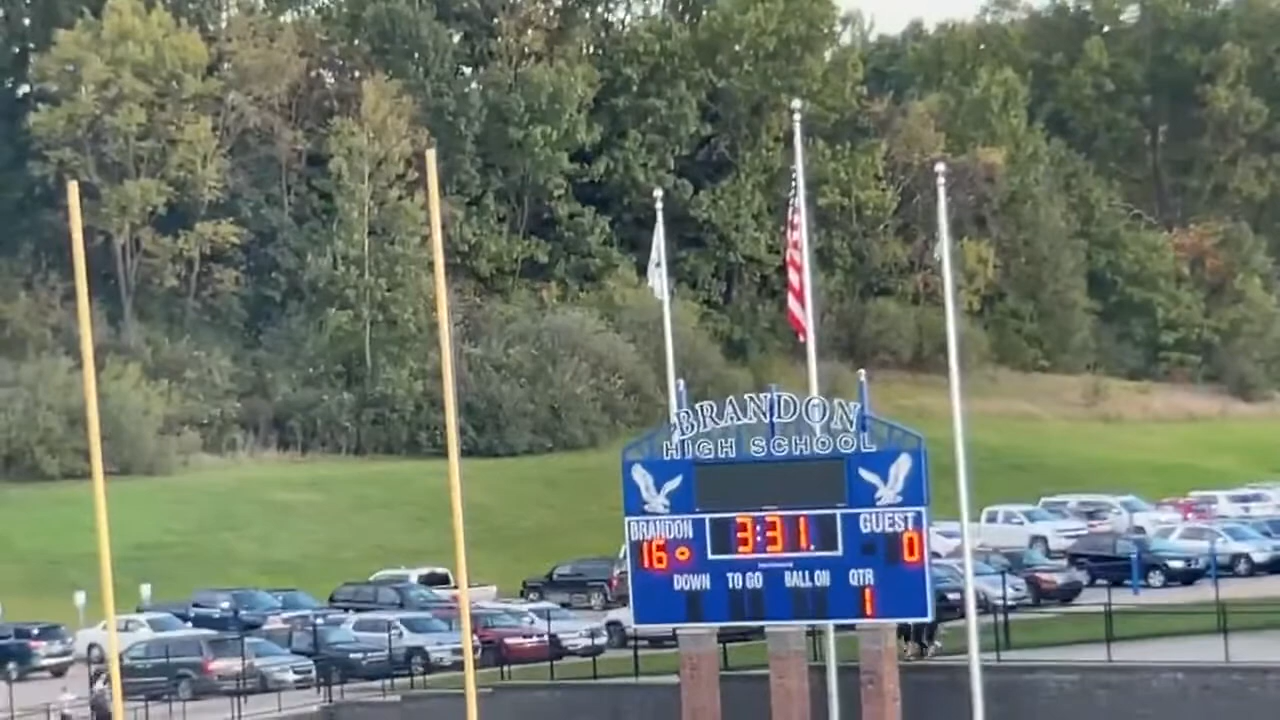 BRANDON
HIGH SCHOOL
BRANDON GUEST
16 3:31 0
DOWN TO GO BALL ON QTR
1